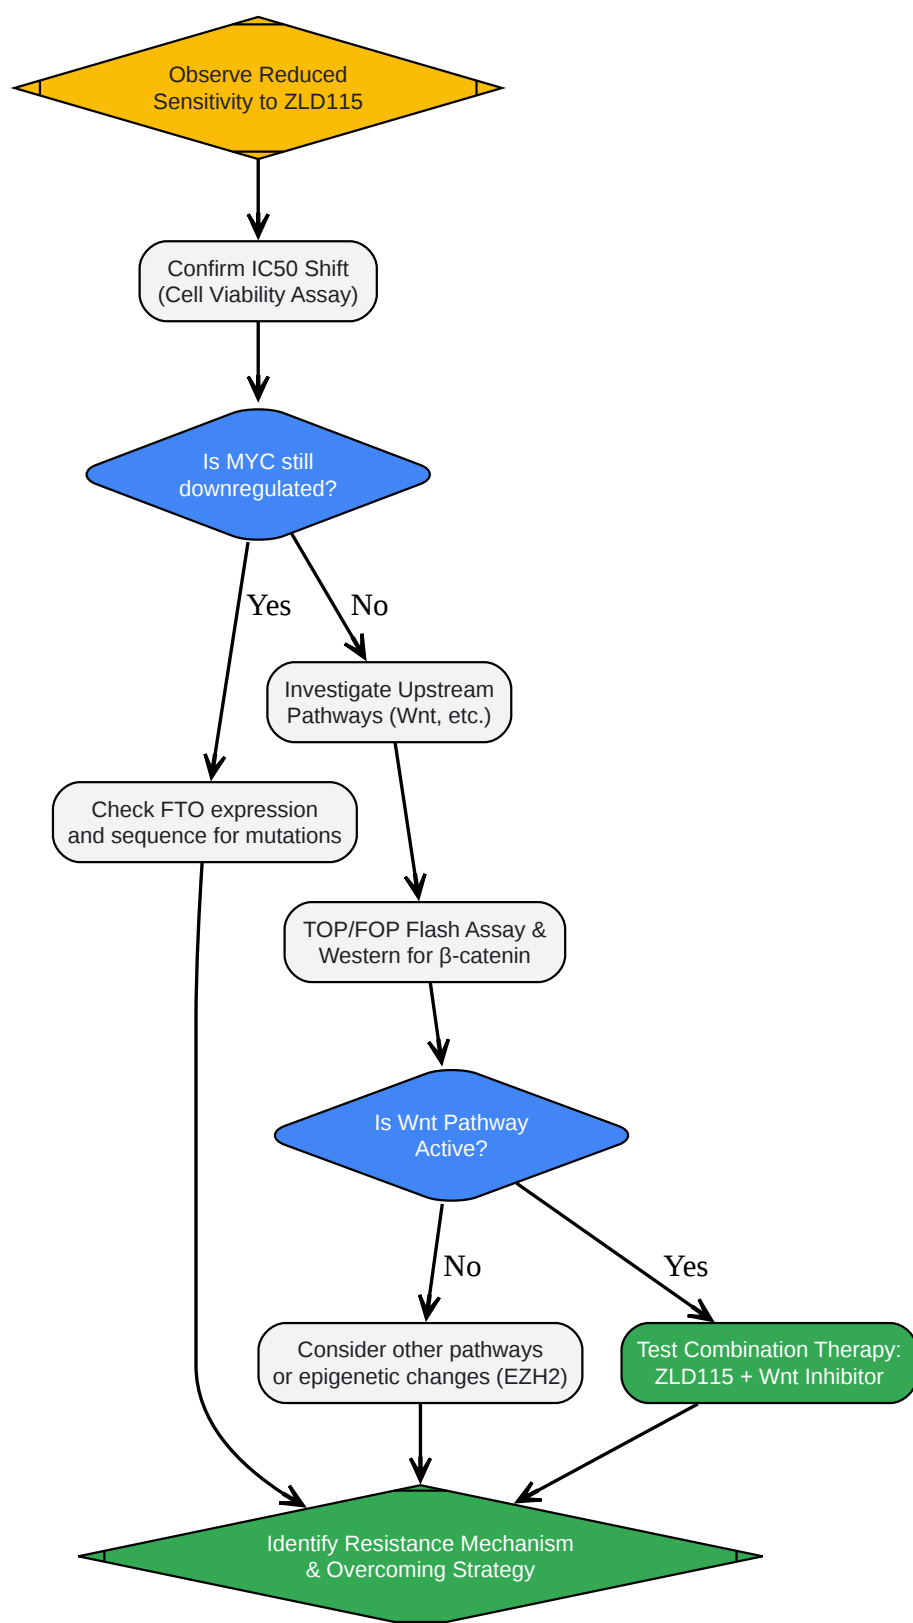 Observe Reduced
Sensitivity to ZLD115
Confirm IC50 Shift
(Cell Viability Assay)
Is MYC still
downregulated?
Yes
No
Investigate Upstream
Pathways (Wnt, etc.)
Check FTO expression
and sequence for mutations
TOP/FOP Flash Assay &
Western for β-catenin
Is Wnt Pathway
Active?
No
Yes
Consider other pathways
or epigenetic changes (EZH2)
Test Combination Therapy:
ZLD115 + Wnt Inhibitor
Identify Resistance Mechanism
& Overcoming Strategy